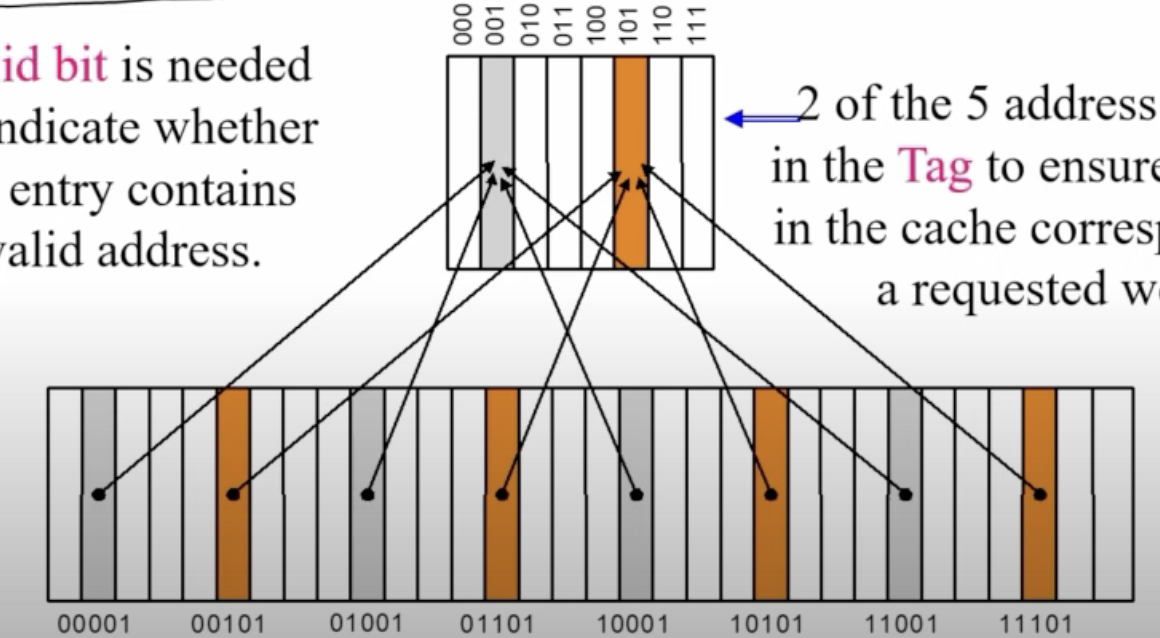 000 001 010 011 100 101 110 111
id bit is needed
ndicate whether
entry contains
valid address.
2 of the 5 address
in the Tag to ensure
in the cache corresp
a requested w
00001 00101 01001 01101 10001 10101 11001 11101